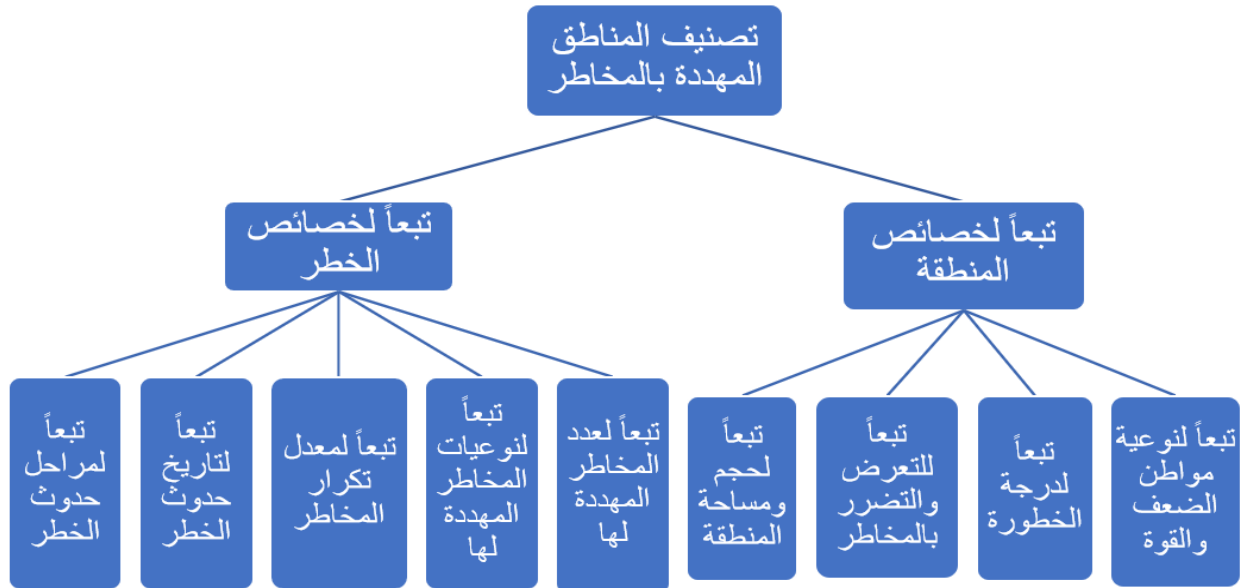 تصنيف المناطق
المهددة بالمخاطر
تبعاً لخصائص
المنطقة
تبعاً لخصائص
الخطر
تبعاً لنوعية
مواطن
الضعف
والقوة
تبعاً
لدرجة
الخطورة
تبعاً
للتعرض
والتضرر
بالمخاطر
تبعاً
لحجم
ومساحة
المنطقة
تبعاً لعدد
المخاطر
المهددة
لها
تبعاً
لنوعيات
المخاطر
المهددة
لها
تبعاً لمعدل
تكرار
المخاطر
تبعاً
لتاريخ
حدوث
الخطر
تبعاً
لمراحل
حدوث
الخطر